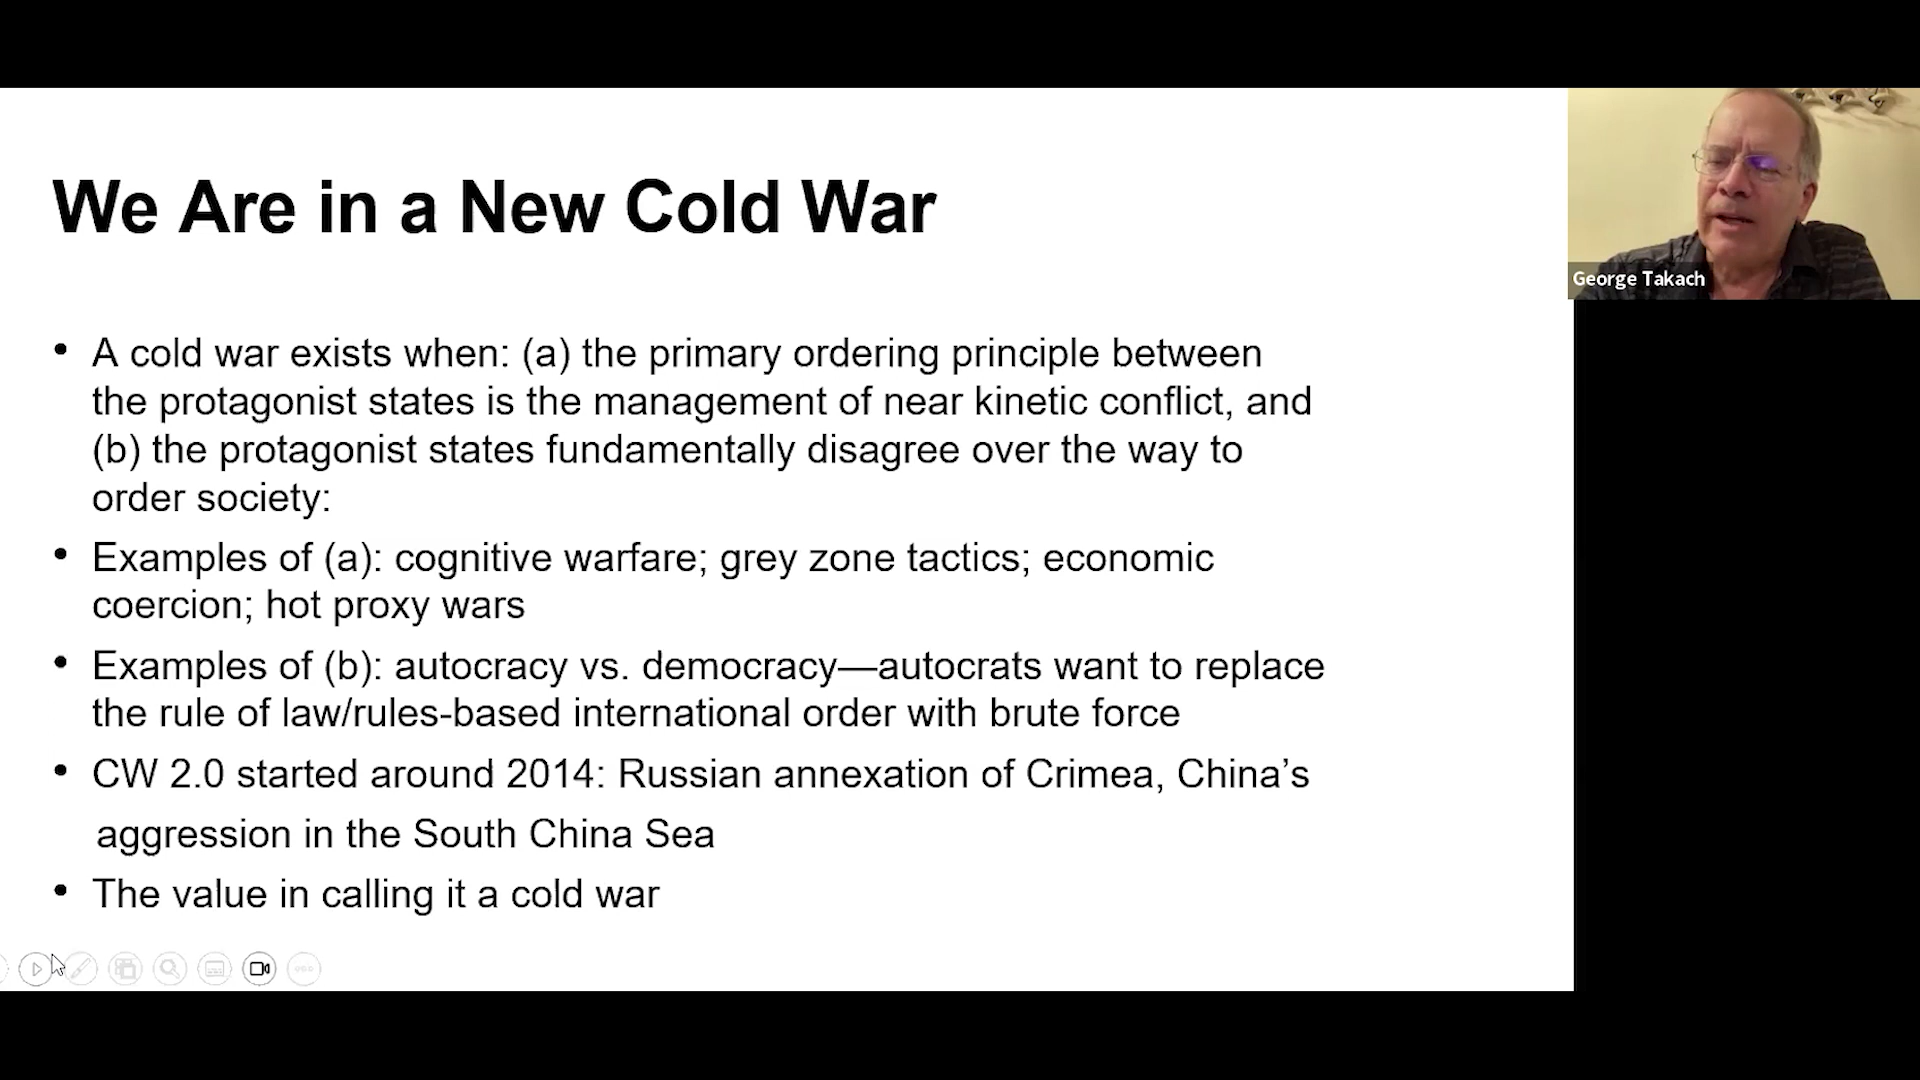 We Are in a New Cold War
George Takach
• A cold war exists when: (a) the primary ordering principle between
the protagonist states is the management of near kinetic conflict, and
(b) the protagonist states fundamentally disagree over the way to
order society:
• Examples of (a): cognitive warfare; grey zone tactics; economic
coercion; hot proxy wars
• Examples of (b): autocracy vs. democracy—autocrats want to replace
the rule of law/rules-based international order with brute force
• CW 2.0 started around 2014: Russian annexation of Crimea, China’s
aggression in the South China Sea
• The value in calling it a cold war